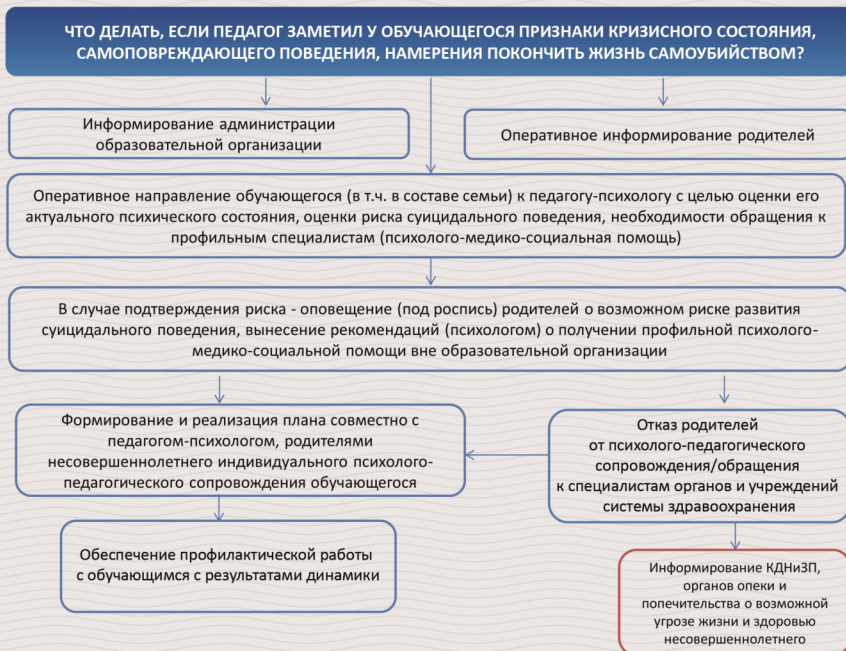 ЧТО ДЕЛАТЬ, ЕСЛИ ПЕДАГОГ ЗАМЕТИЛ У ОБУЧАЮЩЕГОСЯ ПРИЗНАКИ КРИЗИСНОГО СОСТОЯНИЯ,
САМОПОВРЕЖДАЮЩЕГО ПОВЕДЕНИЯ, НАМЕРЕНИЯ ПОКОНЧИТЬ ЖИЗНЬ САМОУБИЙСТВОМ?
Информирование администрации
образовательной организации
Оперативное информирование родителей
Оперативное направление обучающегося (в т.ч. в составе семьи) к педагогу-психологу с целью оценки его
актуального психического состояния, оценки риска суицидального поведения, необходимости обращения к
профильным специалистам (психолого-медико-социальная помощь)
В случае подтверждения риска - оповещение (под роспись) родителей о возможном риске развития
суицидального поведения, вынесение рекомендаций (психологом) о получении профильной психолого-
медико-социальной помощи вне образовательной организации
Формирование и реализация плана совместно с
педагогом-психологом, родителями
несовершеннолетнего индивидуального психолого-
педагогического сопровождения обучающегося
Отказ родителей
от психолого-педагогического
сопровождения/обращения
к специалистам органов и учреждений
системы здравоохранения
Обеспечение профилактической работы
с обучающимся с результатами динамики
Информирование КДНиЗП,
органов опеки и
попечительства о возможной
угрозе жизни и здоровью
несовершеннолетнего